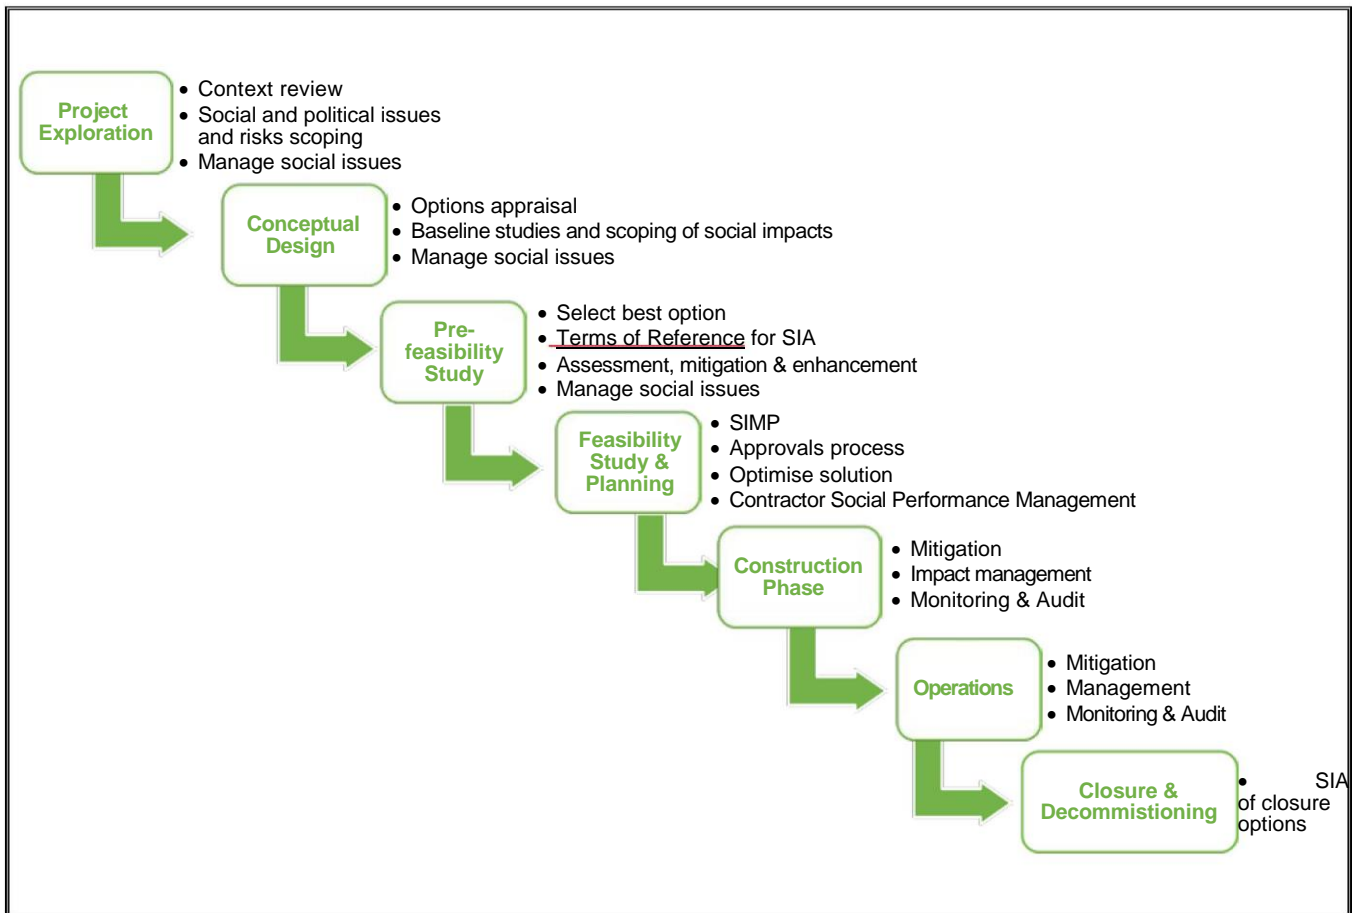 Project
Exploration
• Context review
• Social and political issues
and risks scoping
• Manage social issues
Conceptual
Design
• Options appraisal
• Baseline studies and scoping of social impacts
• Manage social issues
Pre-
feasibility
Study
• Select best option
• Terms of Reference for SIA
• Assessment, mitigation & enhancement
• Manage social issues
Feasibility
Study &
Planning
• SIMP
• Approvals process
• Optimise solution
• Contractor Social Performance Management
Construction
Phase
• Mitigation
• Impact management
• Monitoring & Audit
Operations
• Mitigation
• Management
• Monitoring & Audit
Closure &
Decommistioning
• SIA
of closure
options